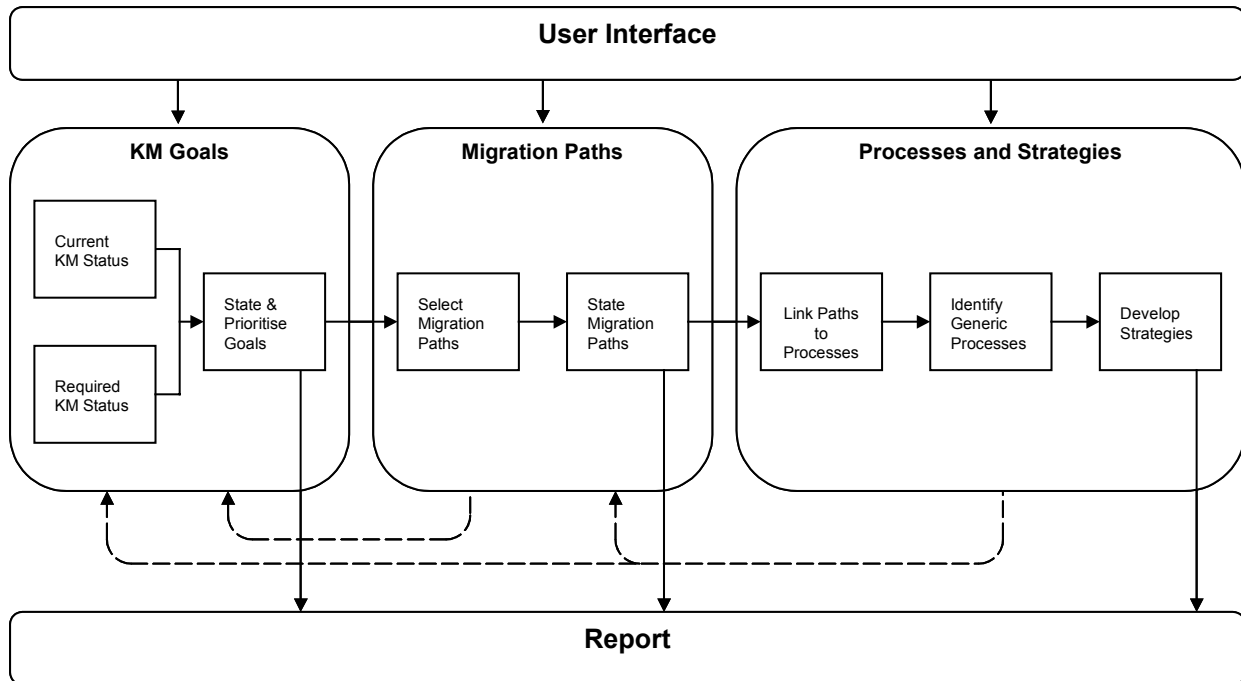 User Interface
KM Goals
Current
KM Status
Required
KM Status
State &
Prioritise
Goals
Migration Paths
Select
Migration
Paths
State
Migration
Paths
Processes and Strategies
Link Paths
to
Processes
Identify
Generic
Processes
Develop
Strategies
Report